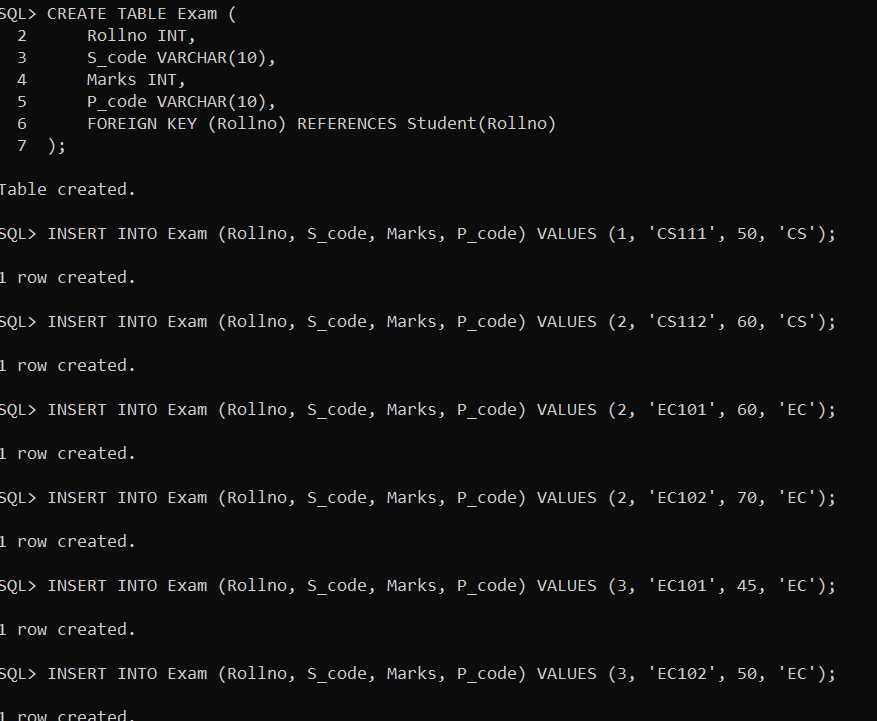 SQL> CREATE TABLE Exam (
2 Rollno INT,
3 S_code VARCHAR(10),
4 Marks INT,
5 P_code VARCHAR(10),
6 FOREIGN KEY (Rollno) REFERENCES Student(Rollno)
7 );
Table created.
SQL> INSERT INTO Exam (Rollno, S_code, Marks, P_code) VALUES (1, 'CS111', 50, 'CS');
1 row created.
SQL> INSERT INTO Exam (Rollno, S_code, Marks, P_code) VALUES (2, 'CS112', 60, 'CS');
1 row created.
SQL> INSERT INTO Exam (Rollno, S_code, Marks, P_code) VALUES (2, 'EC101', 60, 'EC');
1 row created.
SQL> INSERT INTO Exam (Rollno, S_code, Marks, P_code) VALUES (2, 'EC102', 70, 'EC');
1 row created.
SQL> INSERT INTO Exam (Rollno, S_code, Marks, P_code) VALUES (3, 'EC101', 45, 'EC');
1 row created.
SQL> INSERT INTO Exam (Rollno, S_code, Marks, P_code) VALUES (3, 'EC102', 50, 'EC');
1 row created.